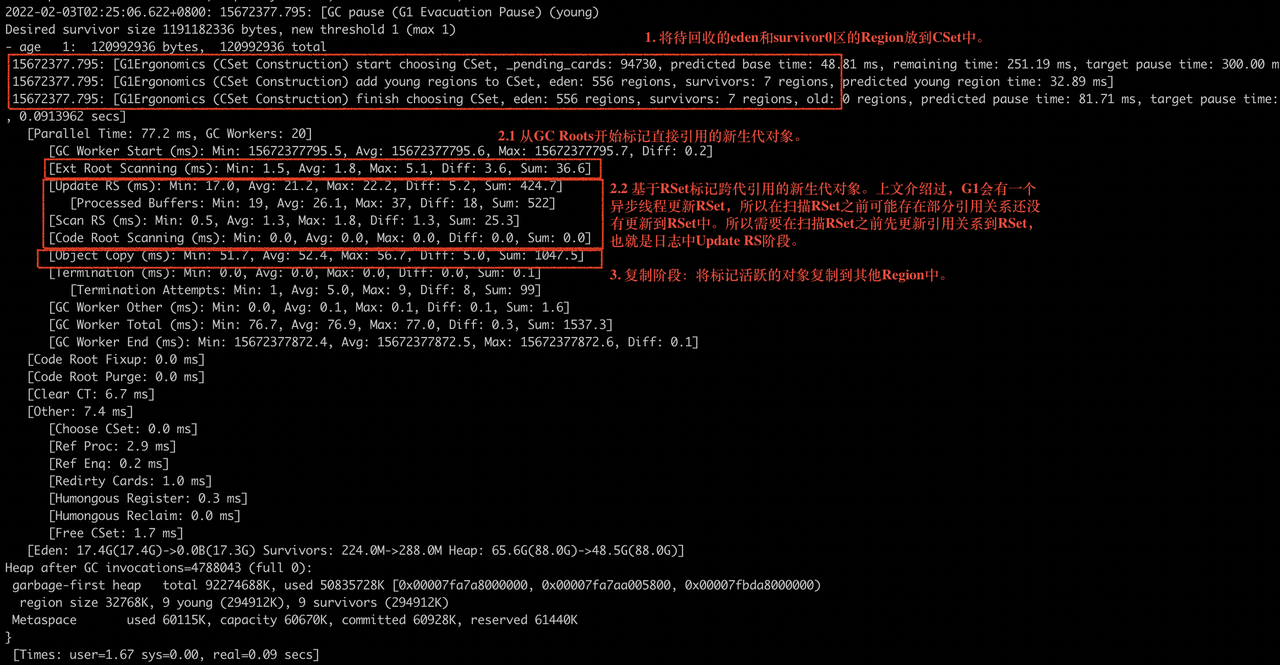 2022-02-03T02:25:06.622+0800: 15672377.795: [GC pause (G1 Evacuation Pause) (young)
Desired survivor size 1191182336 bytes, new threshold 1 (max 1)
1. 将待回收的eden和survivor0区的Region放到CSet中。
- age   1:  120992936 bytes,  120992936 total
15672377.795: [G1Ergonomics (CSet Construction) start choosing CSet, _pending_cards: 94730, predicted base time: 48.81 ms, remaining time: 251.19 ms, target pause time: 300.00 m
15672377.795: [G1Ergonomics (CSet Construction) add young regions to CSet, eden: 556 regions, survivors: 7 regions, predicted young region time: 32.89 ms]
15672377.795: [G1Ergonomics (CSet Construction) finish choosing CSet, eden: 556 regions, survivors: 7 regions, old: 0 regions, predicted pause time: 81.71 ms, target pause time:
, 0.0913962 secs]
[Parallel Time: 77.2 ms, GC Workers: 20]
2.1 从GC Roots开始标记直接引用的新生代对象。
[GC Worker Start (ms): Min: 15672377795.5, Avg: 15672377795.6, Max: 15672377795.7, Diff: 0.2]
[Ext Root Scanning (ms): Min: 1.5, Avg: 1.8, Max: 5.1, Diff: 3.6, Sum: 36.6]
[Update RS (ms): Min: 17.0, Avg: 21.2, Max: 22.2, Diff: 5.2, Sum: 424.7]
[Processed Buffers: Min: 19, Avg: 26.1, Max: 37, Diff: 18, Sum: 522]
[Scan RS (ms): Min: 0.5, Avg: 1.3, Max: 1.8, Diff: 1.3, Sum: 25.3]
[Code Root Scanning (ms): Min: 0.0, Avg: 0.0, Max: 0.0, Diff: 0.0, Sum: 0.0]
2.2 基于RSet标记跨代引用的新生代对象。上文介绍过，G1会有一个
异步线程更新RSet，所以在扫描RSet之前可能存在部分引用关系还没
有更新到RSet中。所以需要在扫描RSet之前先更新引用关系到RSet，
也就是日志中Update RS阶段。
[Object Copy (ms): Min: 51.7, Avg: 52.4, Max: 56.7, Diff: 5.0, Sum: 1047.5]
3. 复制阶段：将标记活跃的对象复制到其他Region中。
[Termination (ms): Min: 0.0, Avg: 0.0, Max: 0.0, Diff: 0.0, Sum: 0.1]
[Termination Attempts: Min: 1, Avg: 5.0, Max: 9, Diff: 8, Sum: 99]
[GC Worker Other (ms): Min: 0.0, Avg: 0.1, Max: 0.1, Diff: 0.1, Sum: 1.6]
[GC Worker Total (ms): Min: 76.7, Avg: 76.9, Max: 77.0, Diff: 0.3, Sum: 1537.3]
[GC Worker End (ms): Min: 15672377872.4, Avg: 15672377872.5, Max: 15672377872.6, Diff: 0.1]
[Code Root Fixup: 0.0 ms]
[Code Root Purge: 0.0 ms]
[Clear CT: 6.7 ms]
[Other: 7.4 ms]
[Choose CSet: 0.0 ms]
[Ref Proc: 2.9 ms]
[Ref Enq: 0.2 ms]
[Redirty Cards: 1.0 ms]
[Humongous Register: 0.3 ms]
[Humongous Reclaim: 0.0 ms]
[Free CSet: 1.7 ms]
[Eden: 17.4G(17.4G)->0.0B(17.3G) Survivors: 224.0M->288.0M Heap: 65.6G(88.0G)->48.5G(88.0G)]
Heap after GC invocations=4788043 (full 0):
garbage-first heap   total 92274688K, used 50835728K [0x00007fa7a8000000, 0x00007fa7aa005800, 0x00007fbda8000000)
region size 32768K, 9 young (294912K), 9 survivors (294912K)
Metaspace       used 60115K, capacity 60670K, committed 60928K, reserved 61440K
}
[Times: user=1.67 sys=0.00, real=0.09 secs]